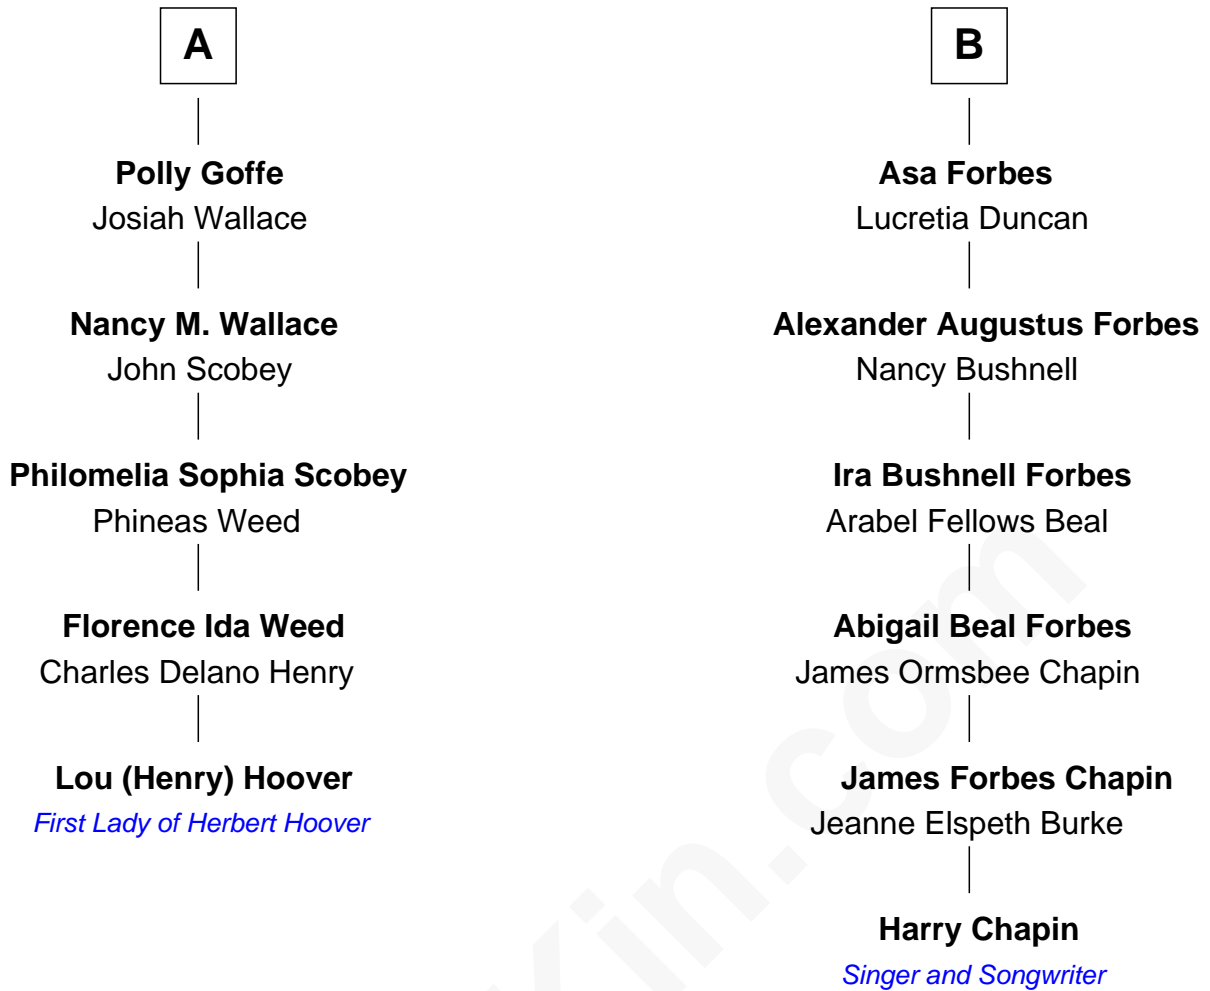 A
Polly Goffe
Josiah Wallace
Nancy M. Wallace
John Scobey
Philomelia Sophia Scobey
Phineas Weed
Florence Ida Weed
Charles Delano Henry
Lou (Henry) Hoover
First Lady of Herbert Hoover
B
Asa Forbes
Lucretia Duncan
Alexander Augustus Forbes
Nancy Bushnell
Ira Bushnell Forbes
Arabel Fellows Beal
Abigail Beal Forbes
James Ormsbee Chapin
James Forbes Chapin
Jeanne Elspeth Burke
Harry Chapin
Singer and Songwriter